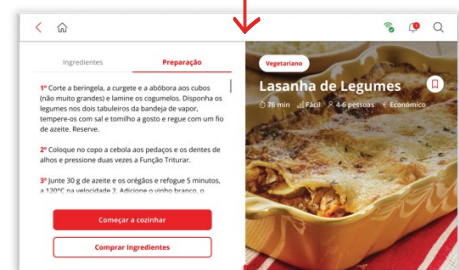 Ingredientes
Preparação
1º Corte a beringela, a curgete e a abóbora aos cubos
(não muito grandes) e lamine os cogumelos. Disponha os
legumes nos dois tabuleiros da bandeja de vapor,
tempere-os com sal e tomilho a gosto e regue com um fio
de azeite. Reserve.
2º Coloque no copo a cebola aos pedaços e os dentes de
alhos e pressione duas vezes a Função Triturar.
3º Junte 30 g de azeite e os orégãos e refogue 5 minutos,
a 120ºC na velocidade 2. Adicione o vinho branco, o
Começar a cozinhar
Comprar Ingredientes
Vegetariano
Lasanha de Legumes
76 min Fácil 4-6 pessoas € Económico